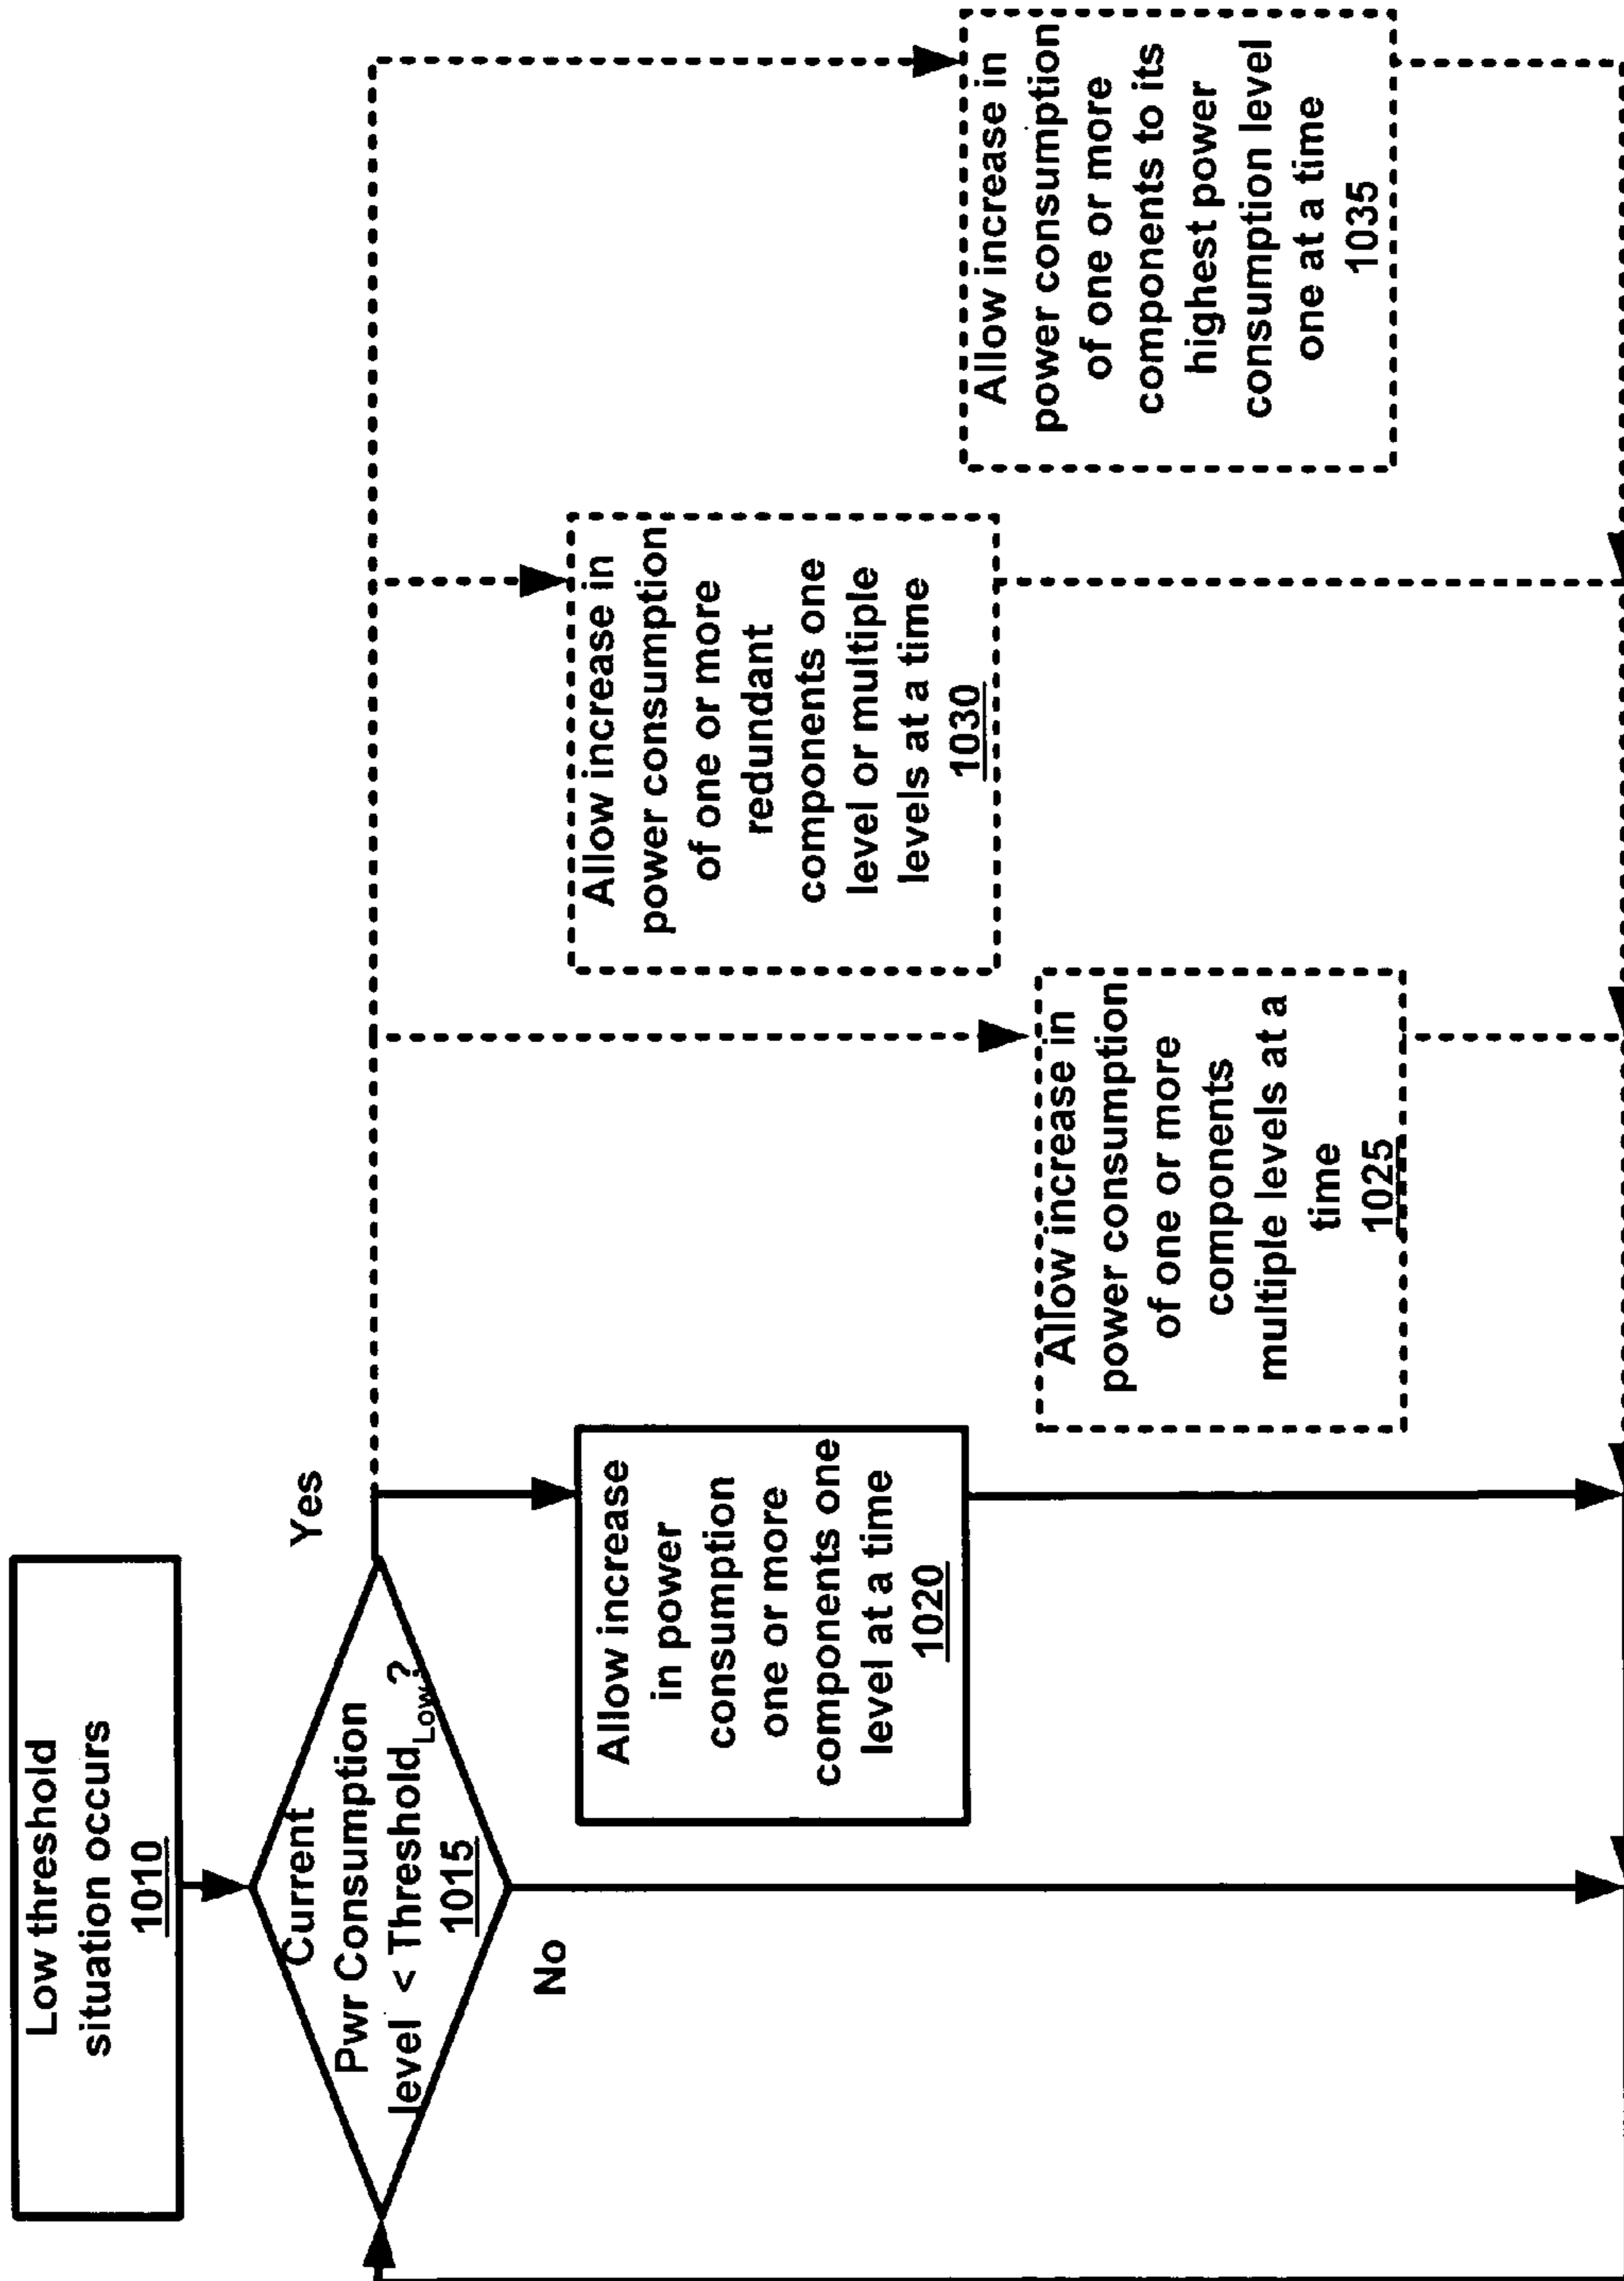 Low threshold
situation occurs
1010
Current
Pwr Consumption
level < Threshold Low ?
1015
Yes
No
Allow increase
in power
consumption
one or more
components one
level at a time
1020
Allow increase in
power consumption
of one or more
components
multiple levels at a
time
1025
Allow increase in
power consumption
of one or more
redundant
components one
level or multiple
levels at a time
1030
Allow increase in
power consumption
of one or more
components to its
highest power
consumption level
one at a time
1035